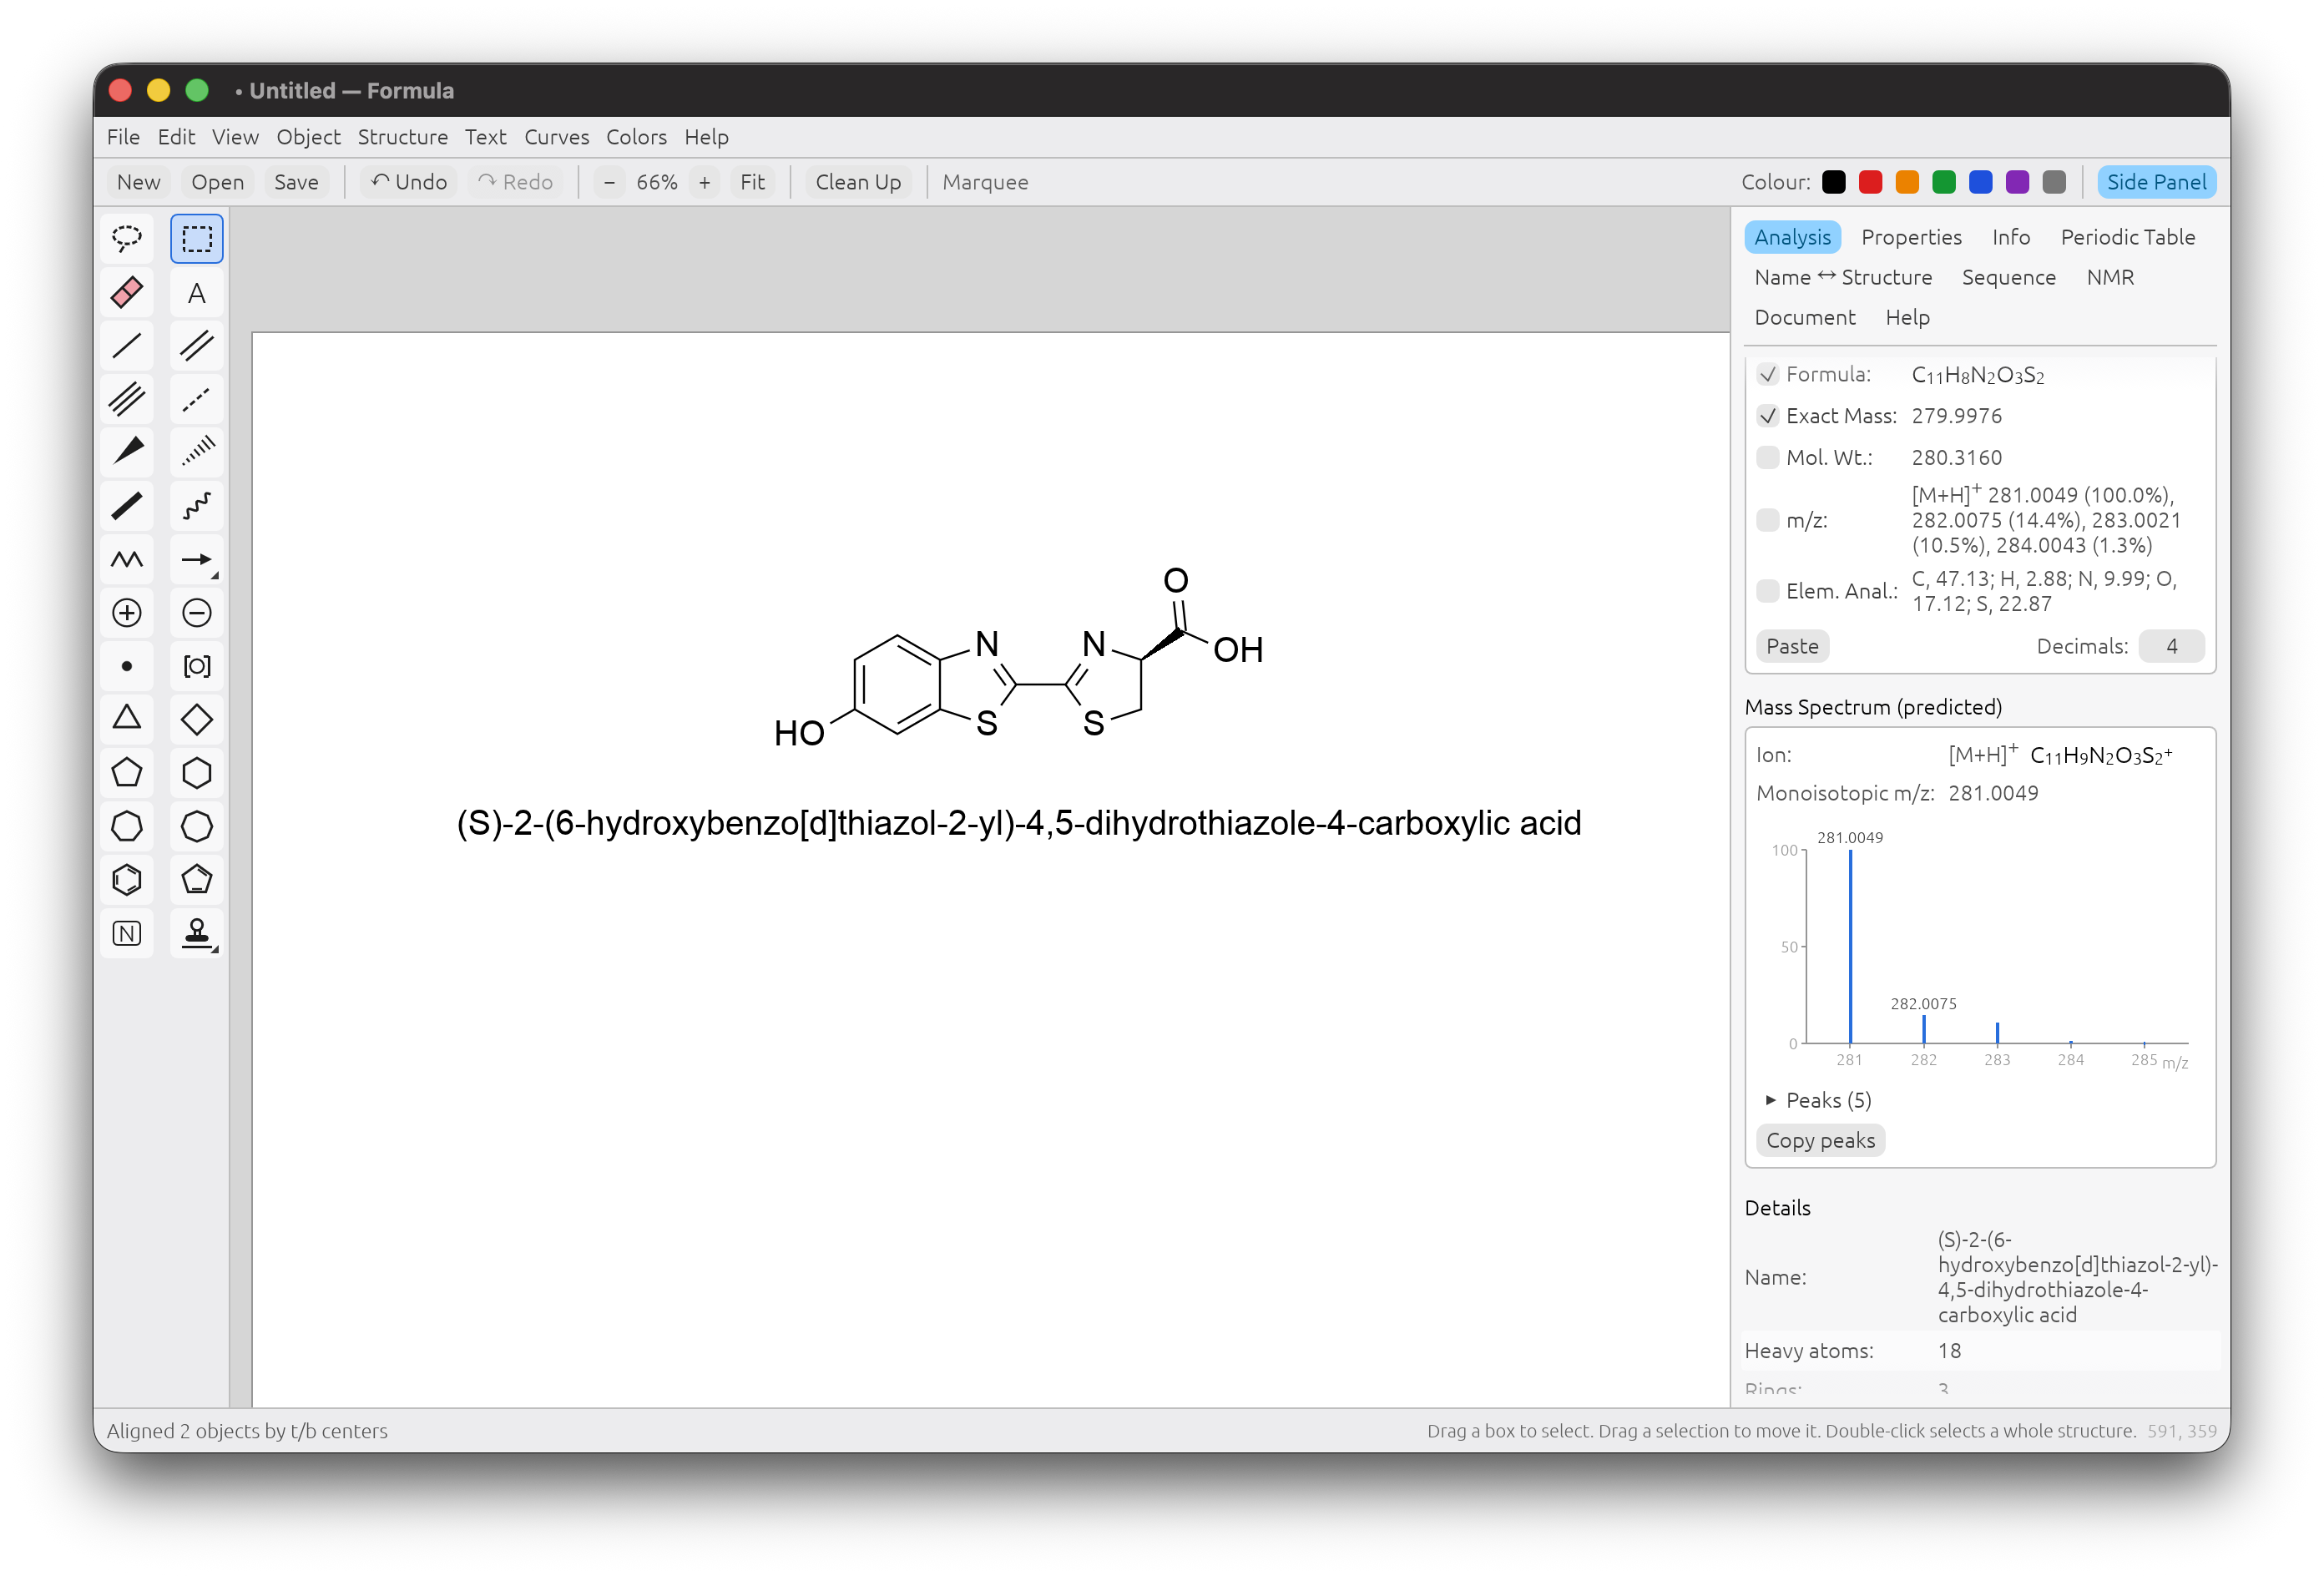 • Untitled — Formula
File Edit View Object Structure Text Curves Colors Help
New Open Save ↶ Undo ↷ Redo − 66% + Fit Clean Up Marquee Colour: Side Panel
A
N
O
N N OH
HO S S
(S)-2-(6-hydroxybenzo[d]thiazol-2-yl)-4,5-dihydrothiazole-4-carboxylic acid
Analysis Properties Info Periodic Table
Name ↔ Structure Sequence NMR
Document Help
Formula: C₁₁H₈N₂O₃S₂
Exact Mass: 279.9976
Mol. Wt.: 280.3160
m/z: [M+H]⁺ 281.0049 (100.0%),
282.0075 (14.4%), 283.0021
(10.5%), 284.0043 (1.3%)
Elem. Anal.: C, 47.13; H, 2.88; N, 9.99; O,
17.12; S, 22.87
Paste Decimals: 4
Mass Spectrum (predicted)
Ion: [M+H]⁺ C₁₁H₉N₂O₃S₂⁺
Monoisotopic m/z: 281.0049
281.0049
100
50
282.0075
0
281 282 283 284 285 m/z
▸ Peaks (5)
Copy peaks
Details
Name: (S)-2-(6-
hydroxybenzo[d]thiazol-2-yl)-
4,5-dihydrothiazole-4-
carboxylic acid
Heavy atoms: 18
Rings: 3
Aligned 2 objects by t/b centers
Drag a box to select. Drag a selection to move it. Double-click selects a whole structure. 591, 359